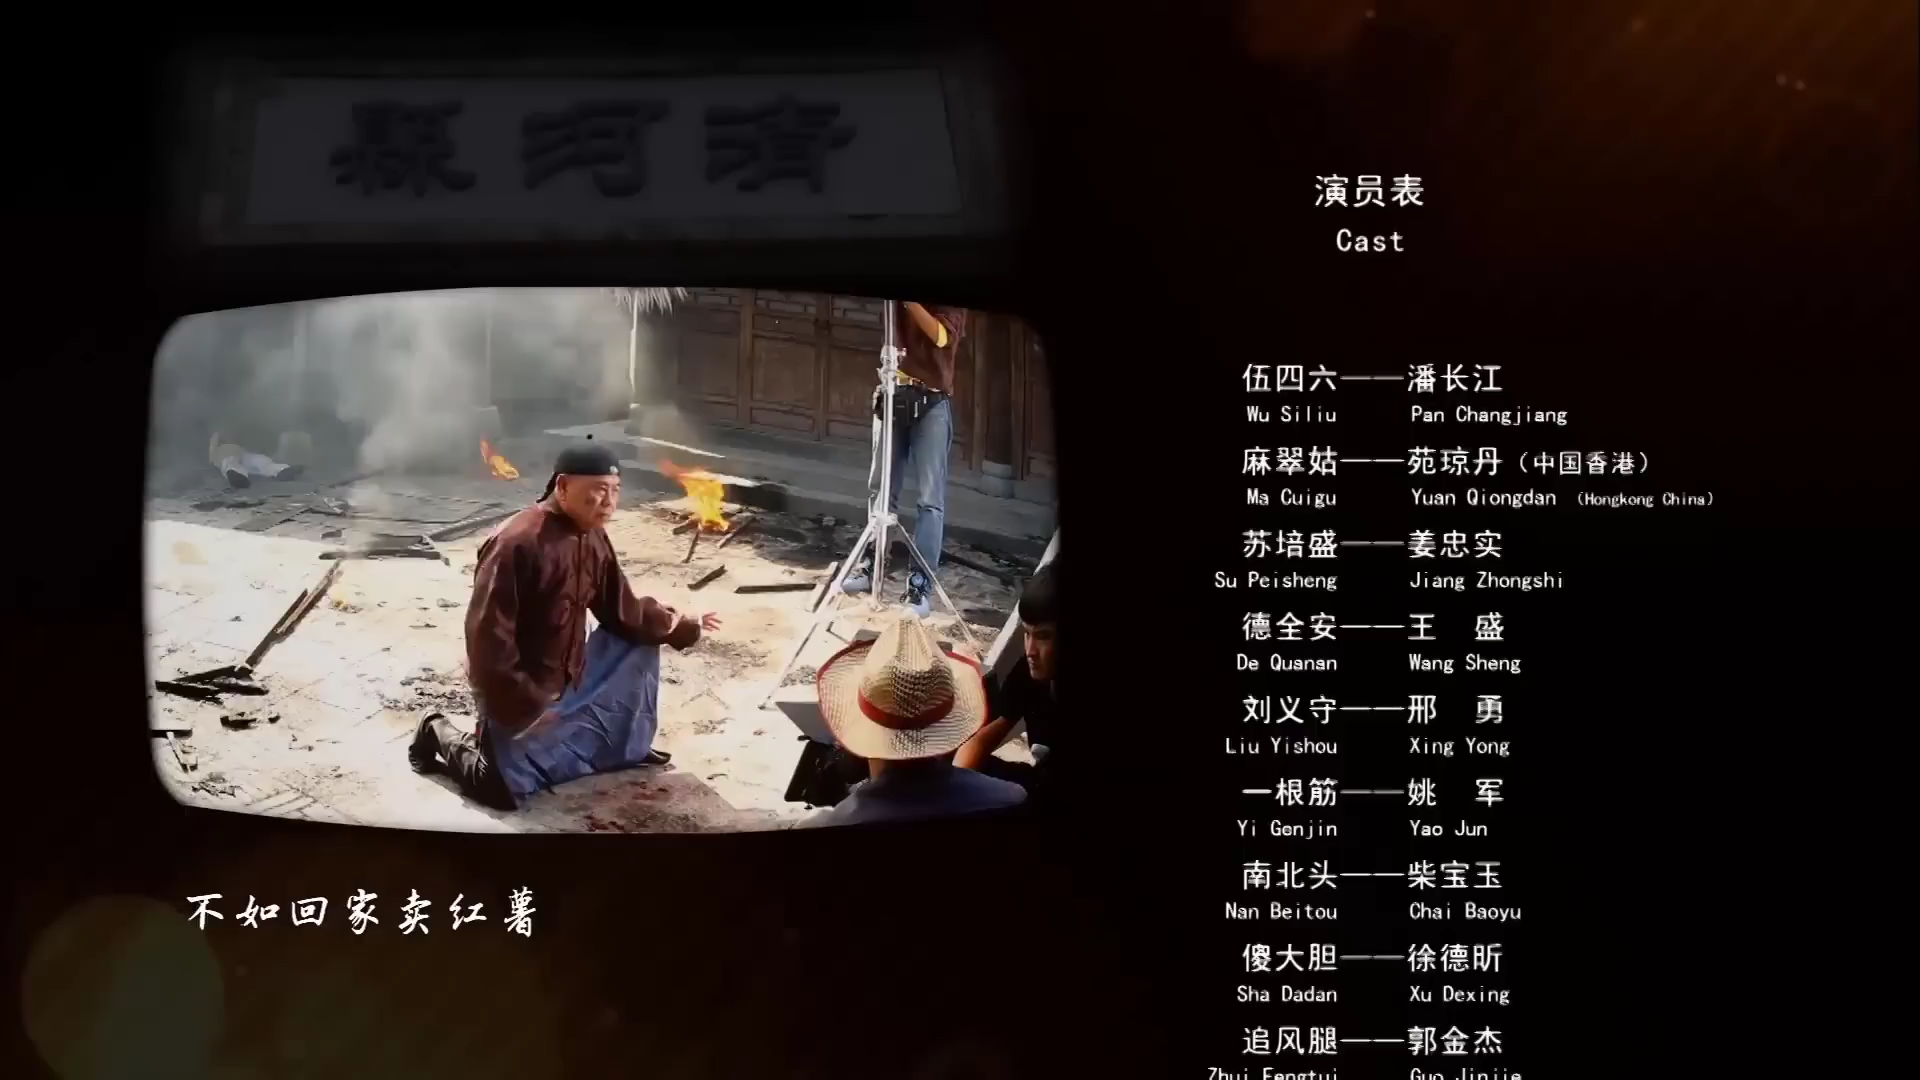 清河縣
演员表
Cast
伍四六——潘长江
Wu Siliu Pan Changjiang
麻翠姑——苑琼丹（中国香港）
Ma Cuigu Yuan Qiongdan (Hongkong China)
苏培盛——姜忠实
Su Peisheng Jiang Zhongshi
德全安——王 盛
De Quanan Wang Sheng
刘义守——邢 勇
Liu Yishou Xing Yong
一根筋——姚 军
Yi Genjin Yao Jun
南北头——柴宝玉
Nan Beitou Chai Baoyu
傻大胆——徐德昕
Sha Dadan Xu Dexing
追风腿——郭金杰
Zhui Fengtui Guo Jinjie
不如回家卖红薯